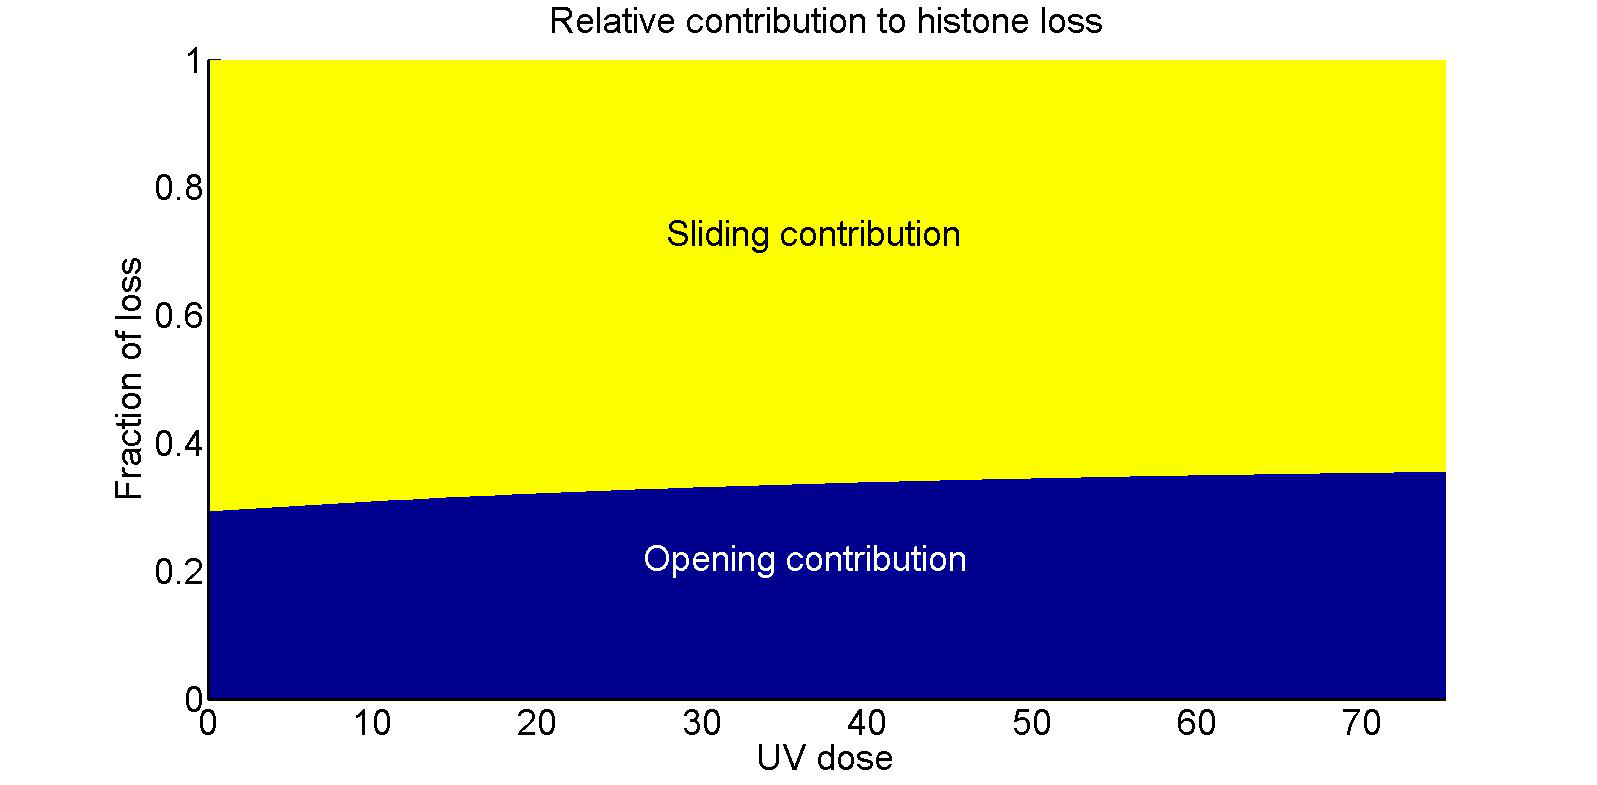 Relative contribution to histone loss
1
0.8
0.6
0.4
0.2
0
Fraction of loss
Sliding contribution
Opening contribution
0 10 20 30 40 50 60 70
UV dose